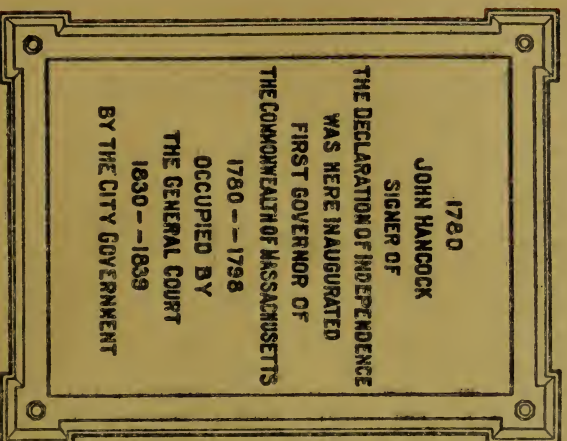 1780
JOHN HANCOCK
SIGNER OF
THE DECLARATION OF INDEPENDENCE
WAS HERE INAUGURATED
FIRST GOVERNOR OF
THE COMMONWEALTH OF MASSACHUSETTS
1780--1798
OCCUPIED BY
THE GENERAL COURT
1830--1839
BY THE CITY GOVERNMENT